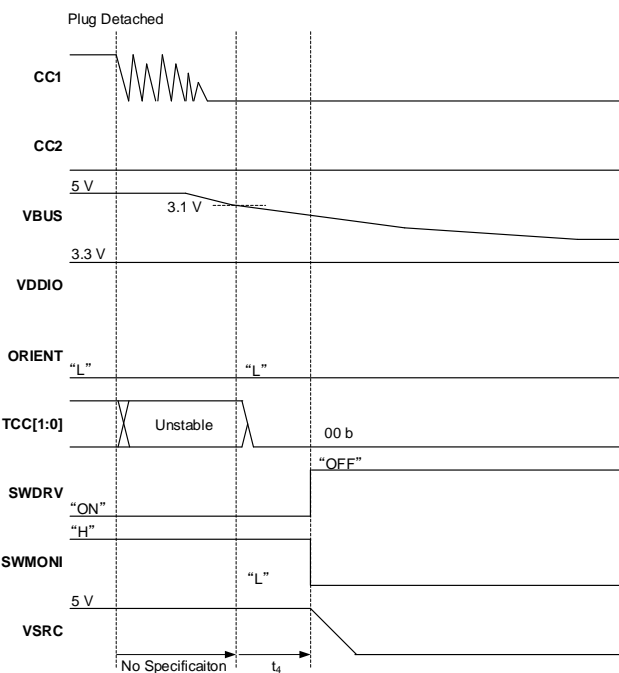 Plug Detached
CC1
CC2
5 V
VBUS
3.1 V
3.3 V
VDDIO
ORIENT
“L”
“L”
TCC[1:0]
Unstable
00 b
“OFF”
SWDRV
“ON”
“H”
SWMONI
“L”
5 V
VSRC
No Specificaiton
t4